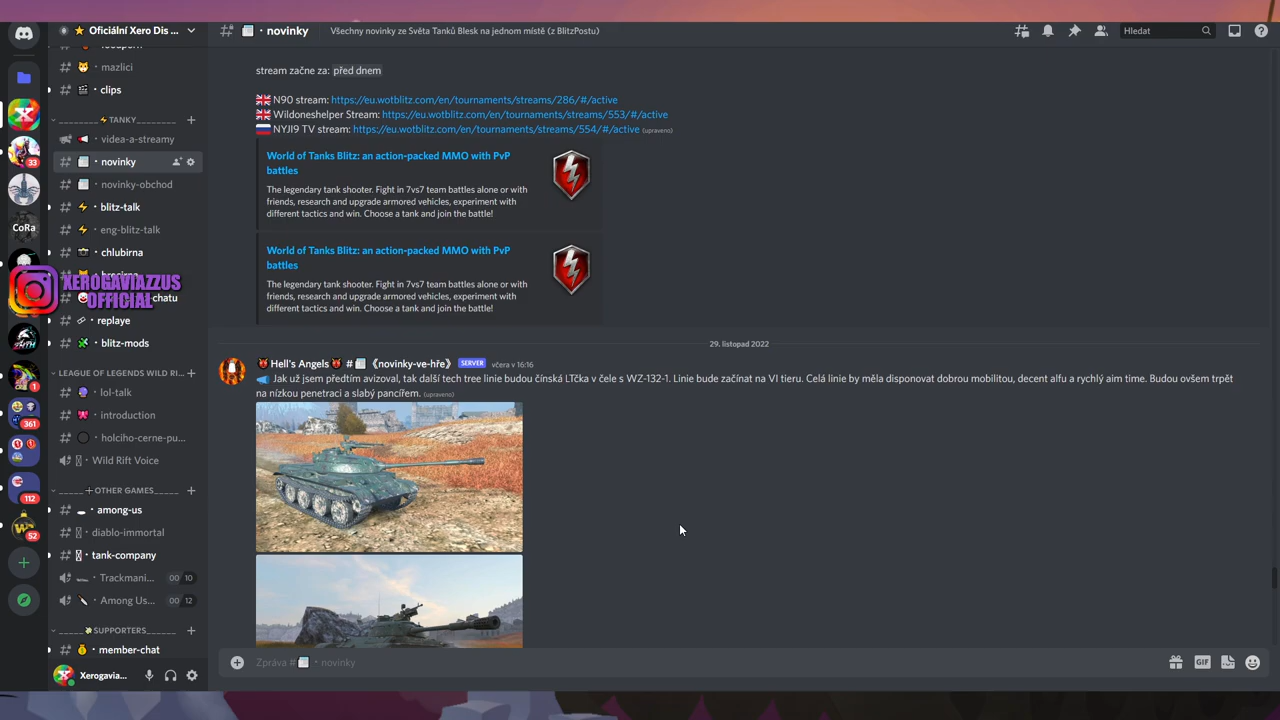 Oficiální Xero Dis ...
mazlíci
clips
TANKY
videa-a-streamy
novinky
novinky-obchod
blitz-talk
eng-blitz-talk
chlubirna
XEROGAVIAZZUS
OFFICIAL
chatu
replaye
blitz-mods
LEAGUE OF LEGENDS WILD RI...
lol-talk
introduction
holciho-cerne-pu...
Wild Rift Voice
OTHER GAMES
among-us
diablo-immortal
tank-company
Trackmani... 00 10
Among Us... 00 12
SUPPORTERS
member-chat
Xerogavia...
33
CoRa
1
361
112
52
novinky
Všechny novinky ze Světa Tanků Blesk na jednom místě (z BlitzPostu)
Hledat
stream začne za: před dnem
N90 stream: https://eu.wotblitz.com/en/tournaments/streams/286/#/active
Wildoneshelper Stream: https://eu.wotblitz.com/en/tournaments/streams/553/#/active
NYJI9 TV stream: https://eu.wotblitz.com/en/tournaments/streams/554/#/active (upraveno)
World of Tanks Blitz: an action-packed MMO with PvP
battles
The legendary tank shooter. Fight in 7vs7 team battles alone or with
friends, research and upgrade armored vehicles, experiment with
different tactics and win. Choose a tank and join the battle!
World of Tanks Blitz: an action-packed MMO with PvP
battles
The legendary tank shooter. Fight in 7vs7 team battles alone or with
friends, research and upgrade armored vehicles, experiment with
different tactics and win. Choose a tank and join the battle!
29. listopad 2022
Hell's Angels # 《novinky-ve-hře》 SERVER včera v 16:16
Jak už jsem předtím avizoval, tak další tech tree linie budou čínská LTčka v čele s WZ-132-1. Linie bude začínat na VI tieru. Celá linie by měla disponovat dobrou mobilitou, decent alfu a rychlý aim time. Budou ovšem trpět
na nízkou penetraci a slabý pancířem. (upraveno)
Zpráva # novinky
GIF